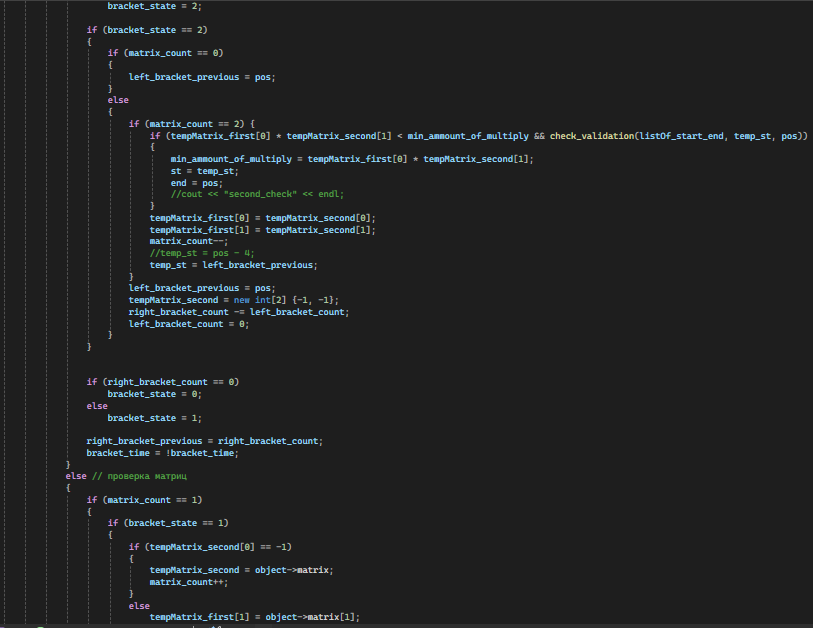 bracket_state = 2;
if (bracket_state == 2)
{
if (matrix_count == 0)
{
left_bracket_previous = pos;
}
else
{
if (matrix_count == 2) {
if (tempMatrix_first[0] * tempMatrix_second[1] < min_ammount_of_multiply && check_validation(listOf_start_end, temp_st, pos))
{
min_ammount_of_multiply = tempMatrix_first[0] * tempMatrix_second[1];
st = temp_st;
end = pos;
//cout << "second_check" << endl;
}
tempMatrix_first[0] = tempMatrix_second[0];
tempMatrix_first[1] = tempMatrix_second[1];
matrix_count--;
//temp_st = pos - 4;
temp_st = left_bracket_previous;
}
left_bracket_previous = pos;
tempMatrix_second = new int[2] {-1, -1};
right_bracket_count -= left_bracket_count;
left_bracket_count = 0;
}
}
if (right_bracket_count == 0)
bracket_state = 0;
else
bracket_state = 1;
right_bracket_previous = right_bracket_count;
bracket_time = !bracket_time;
}
else // проверка матриц
{
if (matrix_count == 1)
{
if (bracket_state == 1)
{
if (tempMatrix_second[0] == -1)
{
tempMatrix_second = object->matrix;
matrix_count++;
}
else
tempMatrix_first[1] = object->matrix[1];